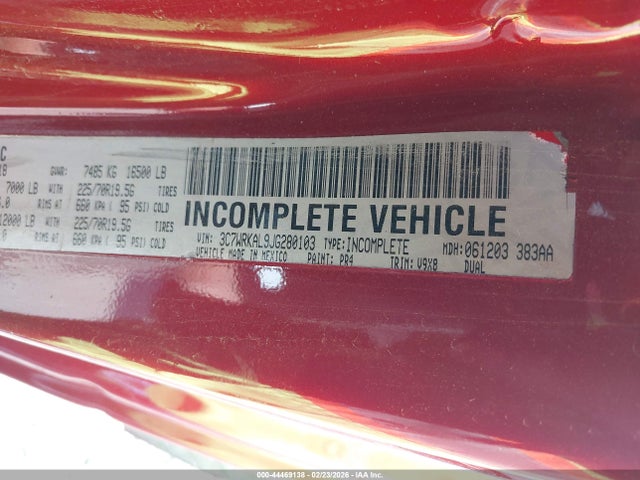 C
18 GVWR: 7485 KG 16500 LB
7000 LB WITH 225/70R19.5G TIRES
.0 660 KPA ( 95 PSI) COLD
12000 LB WITH 225/70R19.5G TIRES
660 KPA ( 95 PSI) COLD
INCOMPLETE VEHICLE
VIN: 3C7WRKAL9JG280103 TYPE: INCOMPLETE MDH: 061203 383AA
VEHICLE MADE IN MEXICO PAINT: PR4 TRIM: V9X8 DUAL
000-44469138 - 02/23/2026 - IAA Inc.